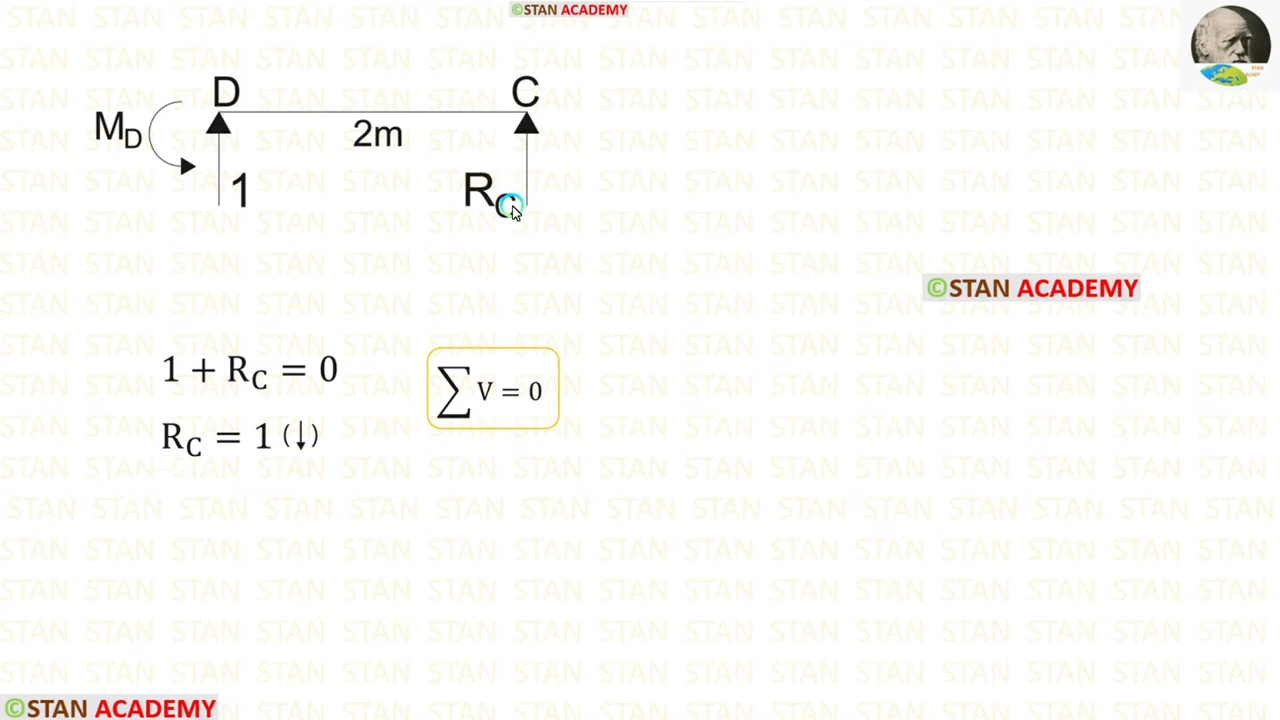 ©STAN ACADEMY
D C
M_D 2m
1 R_C
©STAN ACADEMY
1 + R_C = 0
∑ V = 0
R_C = 1 (↓)
©STAN ACADEMY